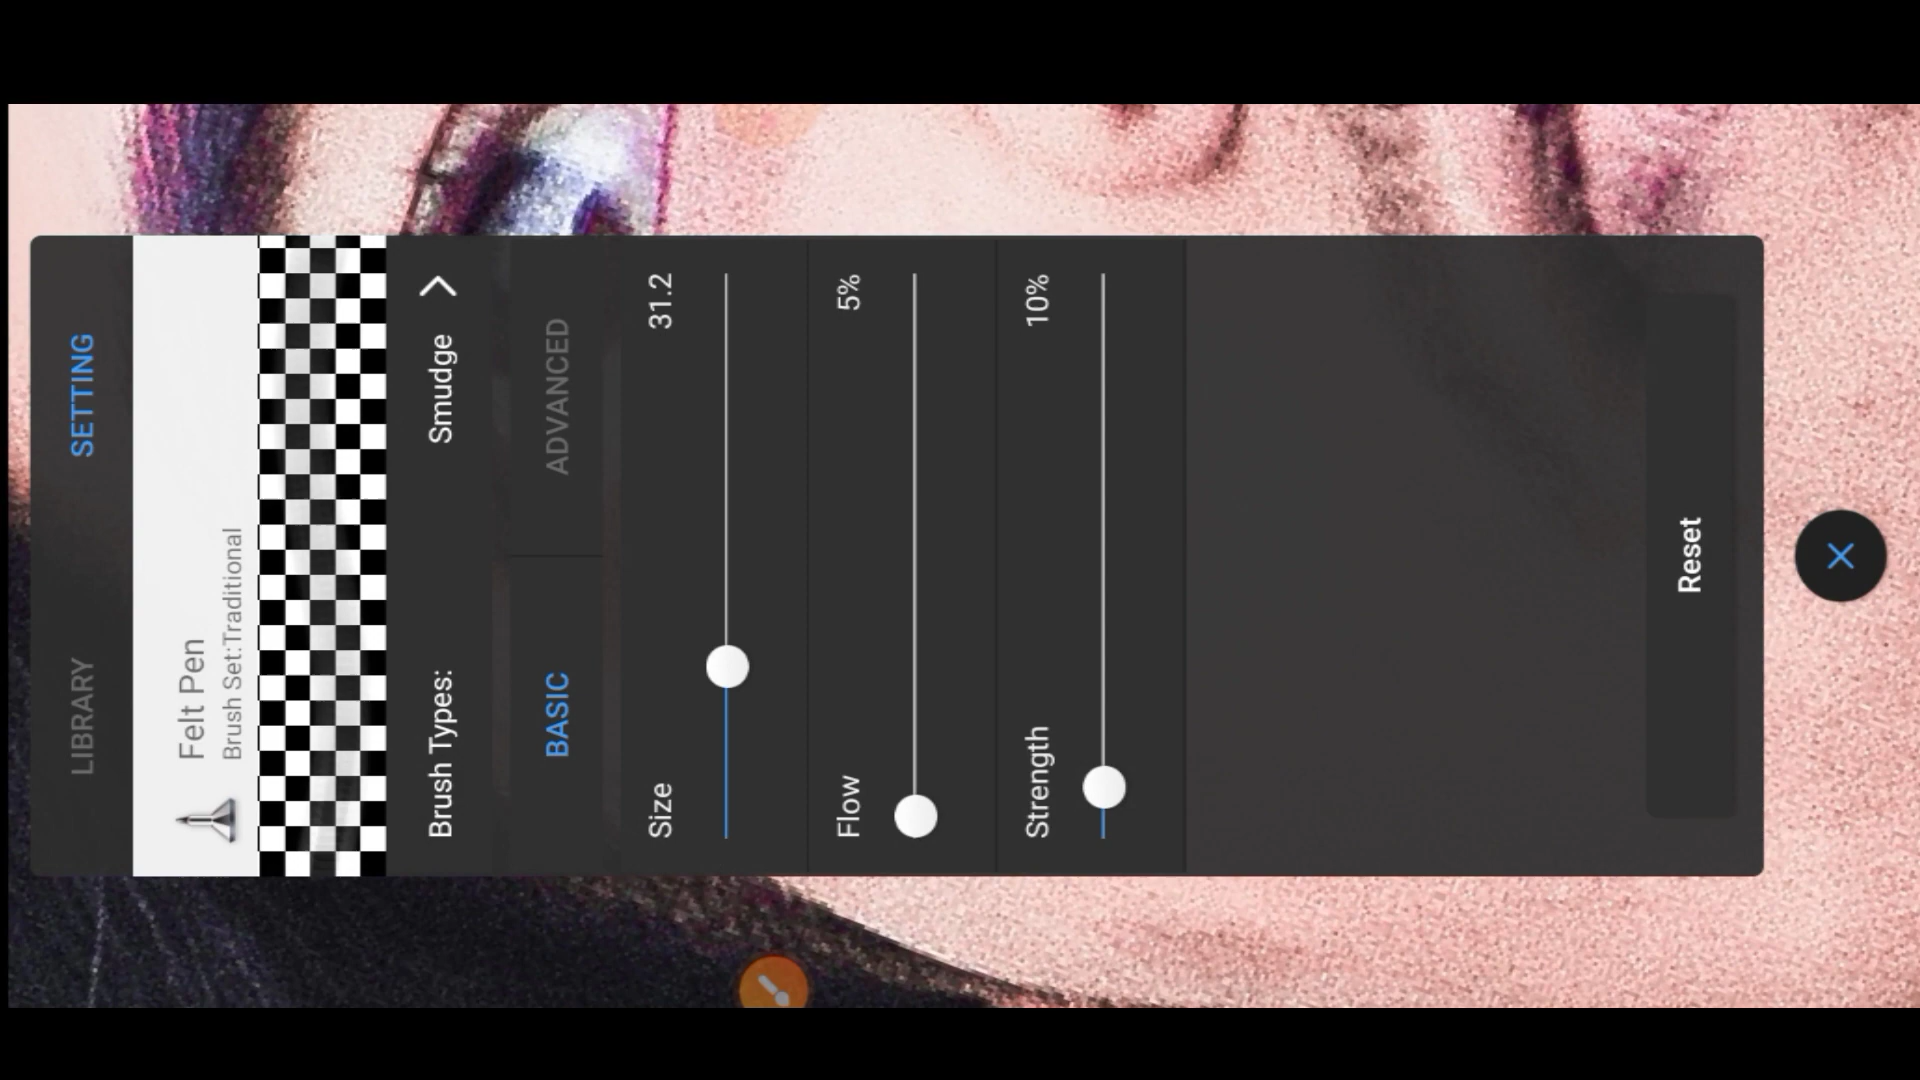 LIBRARY SETTING
Felt Pen
Brush Set:Traditional
Brush Types: Smudge
BASIC ADVANCED
Size 31.2
Flow 5%
Strength 10%
Reset